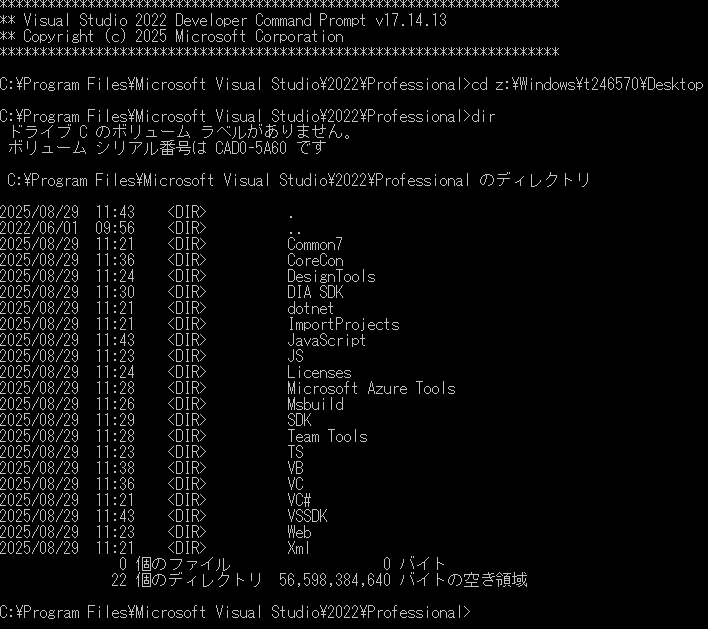 **********************************************************************
** Visual Studio 2022 Developer Command Prompt v17.14.13
** Copyright (c) 2025 Microsoft Corporation
**********************************************************************
C:¥Program Files¥Microsoft Visual Studio¥2022¥Professional>cd z:¥Windows¥t246570¥Desktop
C:¥Program Files¥Microsoft Visual Studio¥2022¥Professional>dir
ドライブ C のボリューム ラベルがありません。
ボリューム シリアル番号は CAD0-5A60 です
C:¥Program Files¥Microsoft Visual Studio¥2022¥Professional のディレクトリ
2025/08/29  11:43    <DIR>          .
2022/06/01  09:56    <DIR>          ..
2025/08/29  11:21    <DIR>          Common7
2025/08/29  11:36    <DIR>          CoreCon
2025/08/29  11:24    <DIR>          DesignTools
2025/08/29  11:30    <DIR>          DIA SDK
2025/08/29  11:21    <DIR>          dotnet
2025/08/29  11:21    <DIR>          ImportProjects
2025/08/29  11:43    <DIR>          JavaScript
2025/08/29  11:23    <DIR>          JS
2025/08/29  11:24    <DIR>          Licenses
2025/08/29  11:28    <DIR>          Microsoft Azure Tools
2025/08/29  11:26    <DIR>          Msbuild
2025/08/29  11:29    <DIR>          SDK
2025/08/29  11:28    <DIR>          Team Tools
2025/08/29  11:23    <DIR>          TS
2025/08/29  11:38    <DIR>          VB
2025/08/29  11:36    <DIR>          VC
2025/08/29  11:21    <DIR>          VC#
2025/08/29  11:43    <DIR>          VSSDK
2025/08/29  11:23    <DIR>          Web
2025/08/29  11:21    <DIR>          Xml
0 個のファイル                   0 バイト
22 個のディレクトリ  56,598,384,640 バイトの空き領域
C:¥Program Files¥Microsoft Visual Studio¥2022¥Professional>